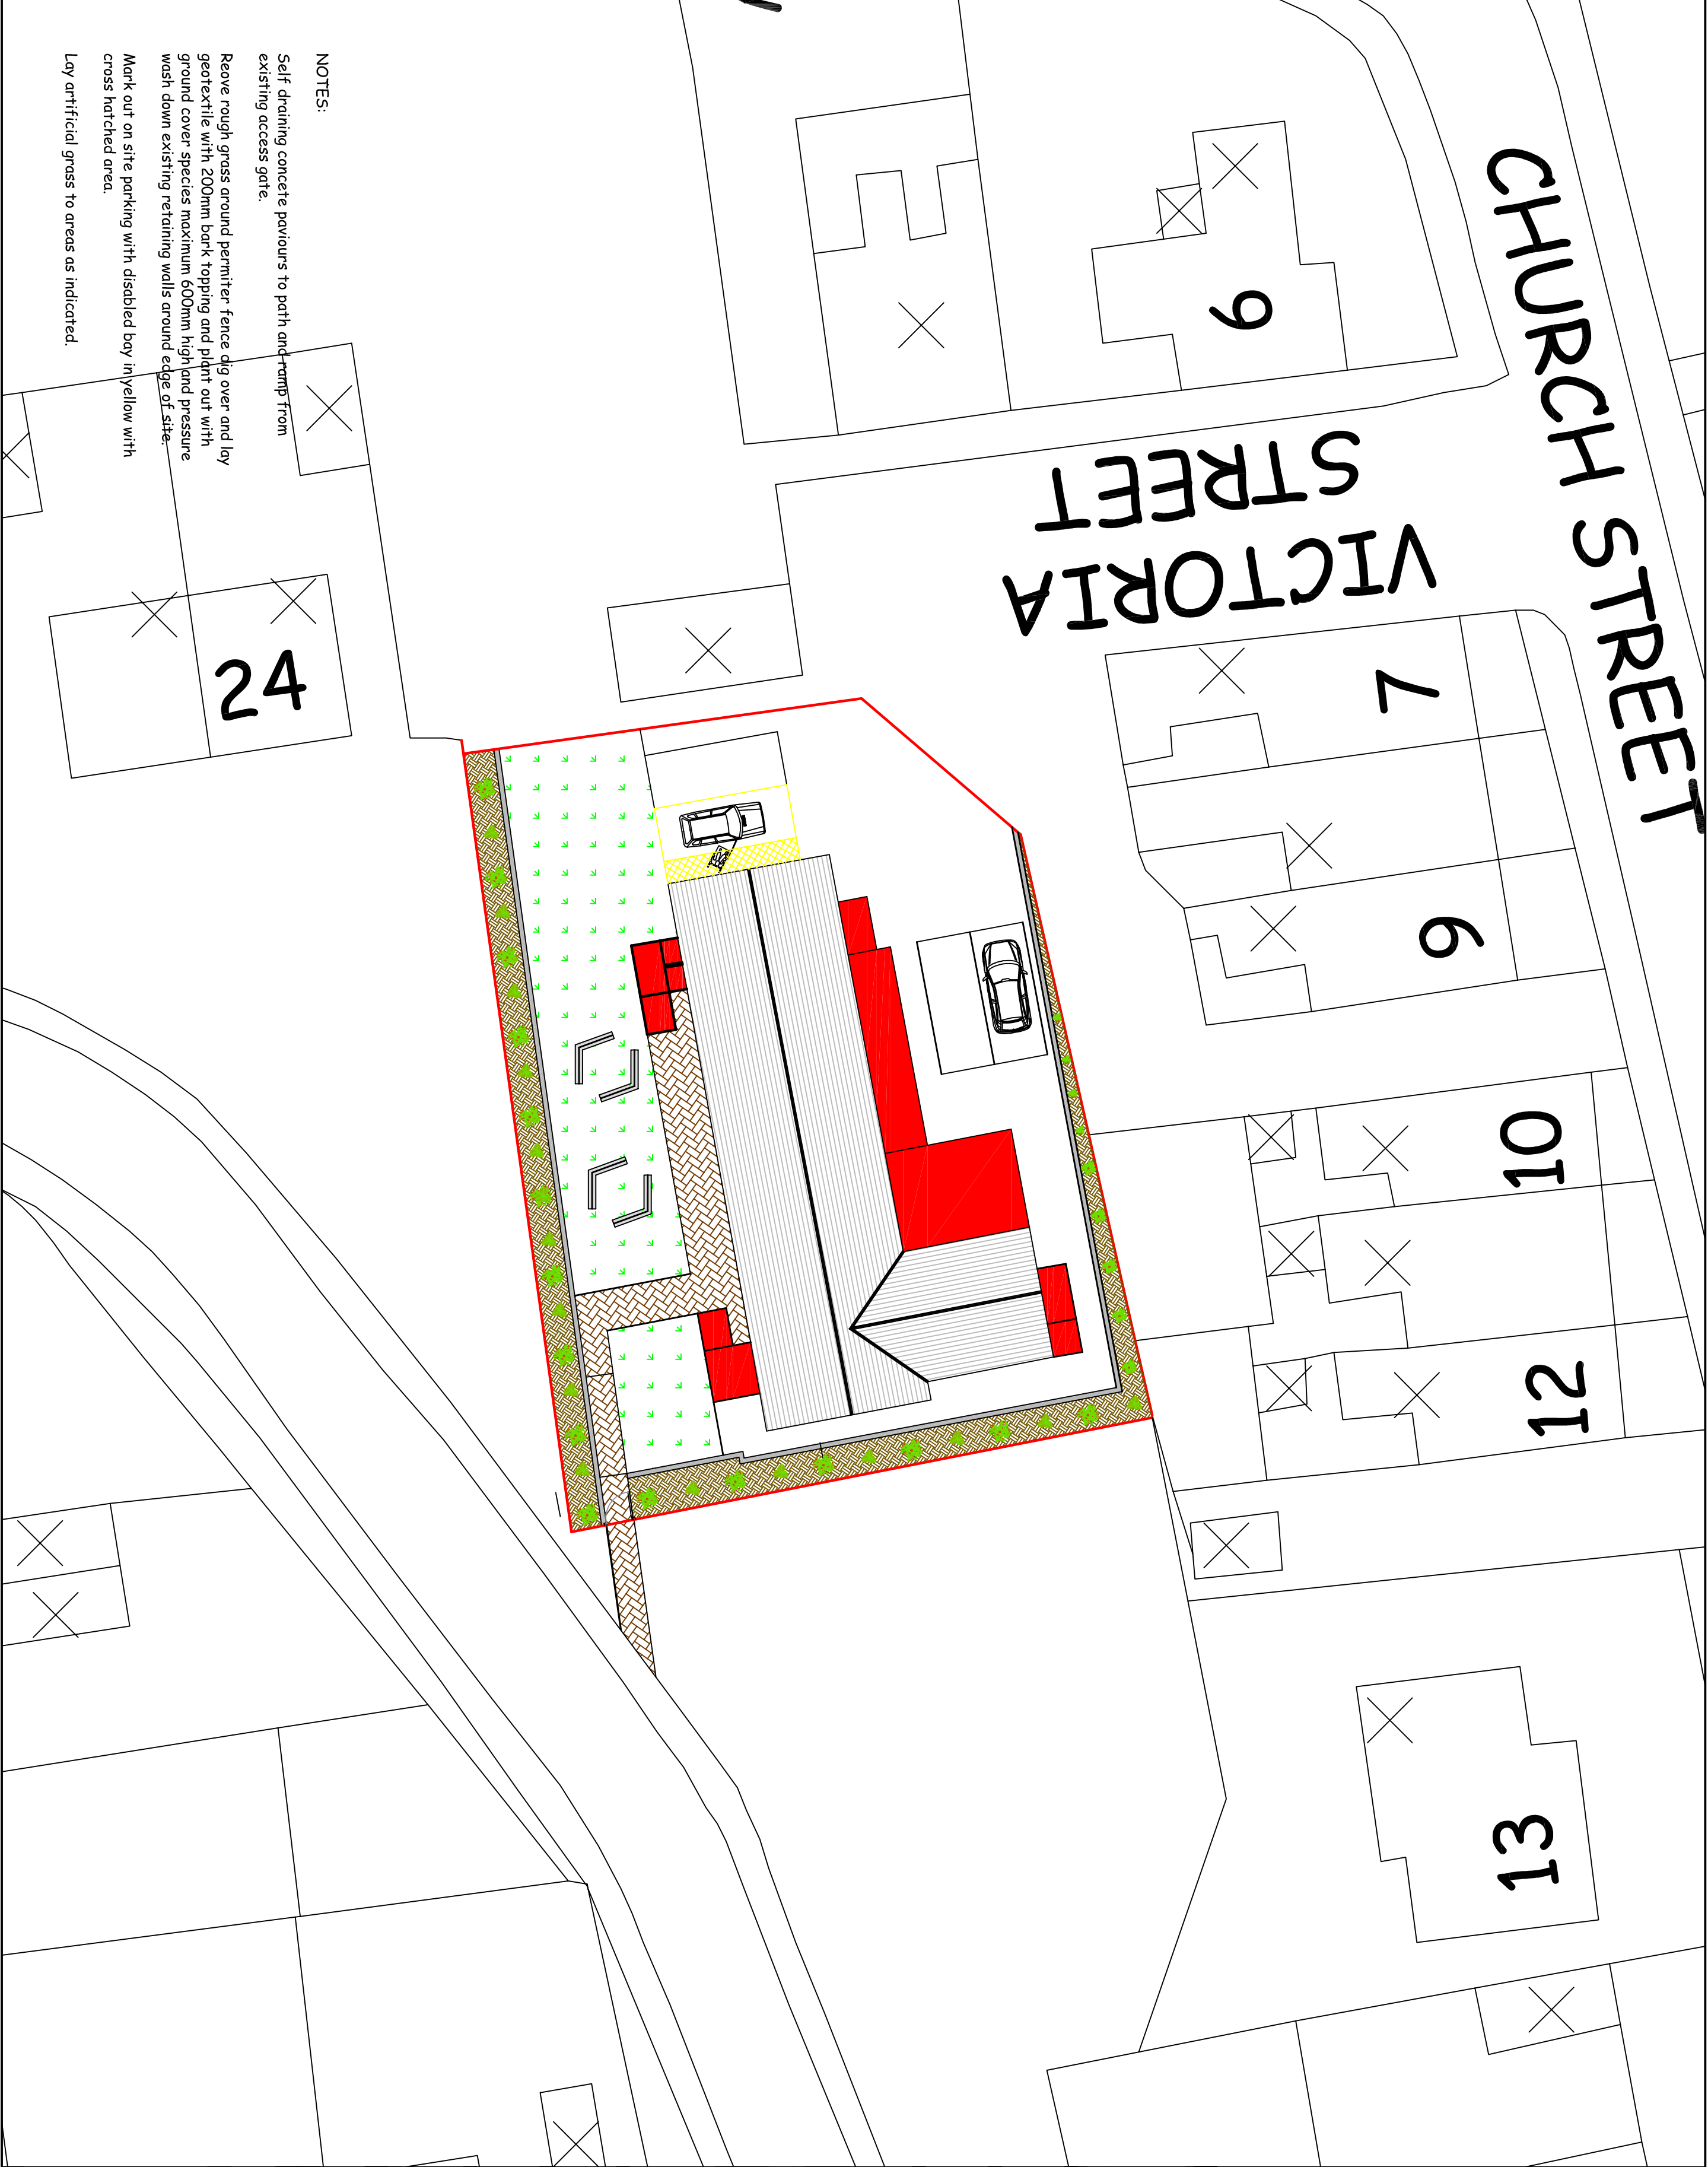 NOTES:
Self draining concete paviours to path and ramp from
existing access gate.
Reove rough grass around permiter fence dig over and lay
geotextile with 200mm bark topping and plant out with
ground cover species maximum 600mm high and pressure
wash down existing retaining walls around edge of site.
Mark out on site parking with disabled bay in yellow with
cross hatched area.
Lay artificial grass to areas as indicated.
CHURCH STREET
VICTORIA
STREET
6
7
9
10
12
13
24